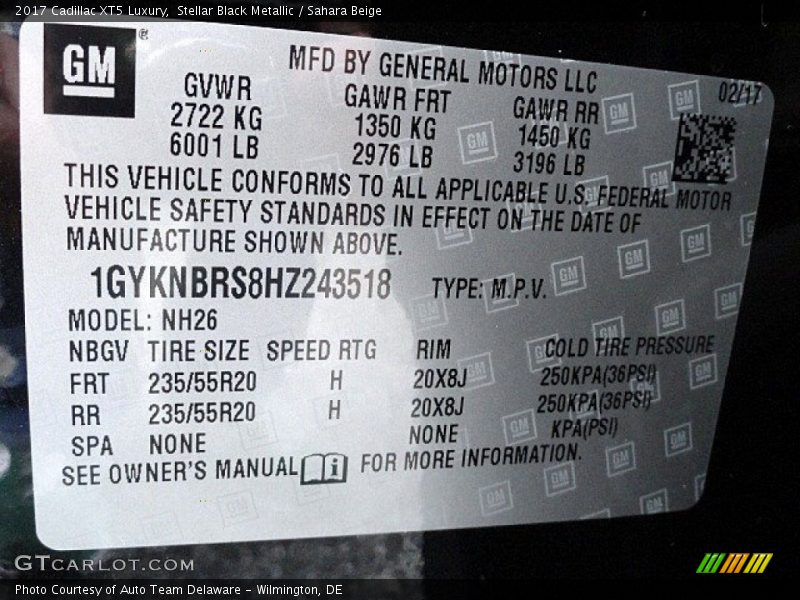 2017 Cadillac XT5 Luxury, Stellar Black Metallic / Sahara Beige
GM ®
MFD BY GENERAL MOTORS LLC
02/17
GVWR GAWR FRT GAWR RR
2722 KG 1350 KG 1450 KG
6001 LB 2976 LB 3196 LB
THIS VEHICLE CONFORMS TO ALL APPLICABLE U.S. FEDERAL MOTOR
VEHICLE SAFETY STANDARDS IN EFFECT ON THE DATE OF
MANUFACTURE SHOWN ABOVE.
1GYKNBRS8HZ243518 TYPE: M.P.V.
MODEL: NH26
NBGV TIRE SIZE SPEED RTG RIM COLD TIRE PRESSURE
FRT 235/55R20 H 20X8J 250KPA(36PSI)
RR 235/55R20 H 20X8J 250KPA(36PSI)
SPA NONE NONE KPA(PSI)
SEE OWNER'S MANUAL i FOR MORE INFORMATION.
GTCARLOT.COM
Photo Courtesy of Auto Team Delaware - Wilmington, DE